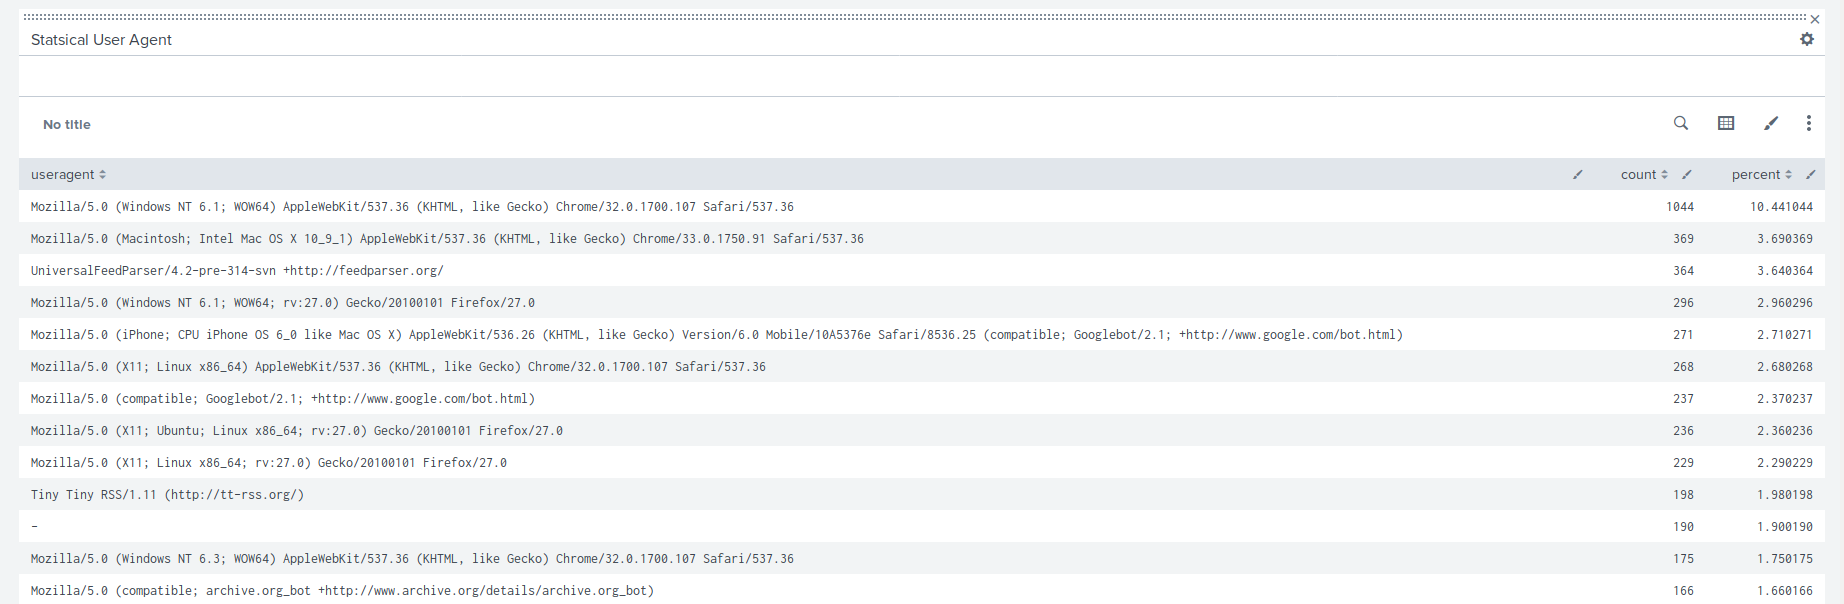 Statsical User Agent
No title
useragent count percent
Mozilla/5.0 (Windows NT 6.1; WOW64) AppleWebKit/537.36 (KHTML, like Gecko) Chrome/32.0.1700.107 Safari/537.36 1044 10.441044
Mozilla/5.0 (Macintosh; Intel Mac OS X 10_9_1) AppleWebKit/537.36 (KHTML, like Gecko) Chrome/33.0.1750.91 Safari/537.36 369 3.690369
UniversalFeedParser/4.2-pre-314-svn +http://feedparser.org/ 364 3.640364
Mozilla/5.0 (Windows NT 6.1; WOW64; rv:27.0) Gecko/20100101 Firefox/27.0 296 2.960296
Mozilla/5.0 (iPhone; CPU iPhone OS 6_0 like Mac OS X) AppleWebKit/536.26 (KHTML, like Gecko) Version/6.0 Mobile/10A5376e Safari/8536.25 (compatible; Googlebot/2.1; +http://www.google.com/bot.html) 271 2.710271
Mozilla/5.0 (X11; Linux x86_64) AppleWebKit/537.36 (KHTML, like Gecko) Chrome/32.0.1700.107 Safari/537.36 268 2.680268
Mozilla/5.0 (compatible; Googlebot/2.1; +http://www.google.com/bot.html) 237 2.370237
Mozilla/5.0 (X11; Ubuntu; Linux x86_64; rv:27.0) Gecko/20100101 Firefox/27.0 236 2.360236
Mozilla/5.0 (X11; Linux x86_64; rv:27.0) Gecko/20100101 Firefox/27.0 229 2.290229
Tiny Tiny RSS/1.11 (http://tt-rss.org/) 198 1.980198
- 190 1.900190
Mozilla/5.0 (Windows NT 6.3; WOW64) AppleWebKit/537.36 (KHTML, like Gecko) Chrome/32.0.1700.107 Safari/537.36 175 1.750175
Mozilla/5.0 (compatible; archive.org_bot +http://www.archive.org/details/archive.org_bot) 166 1.660166